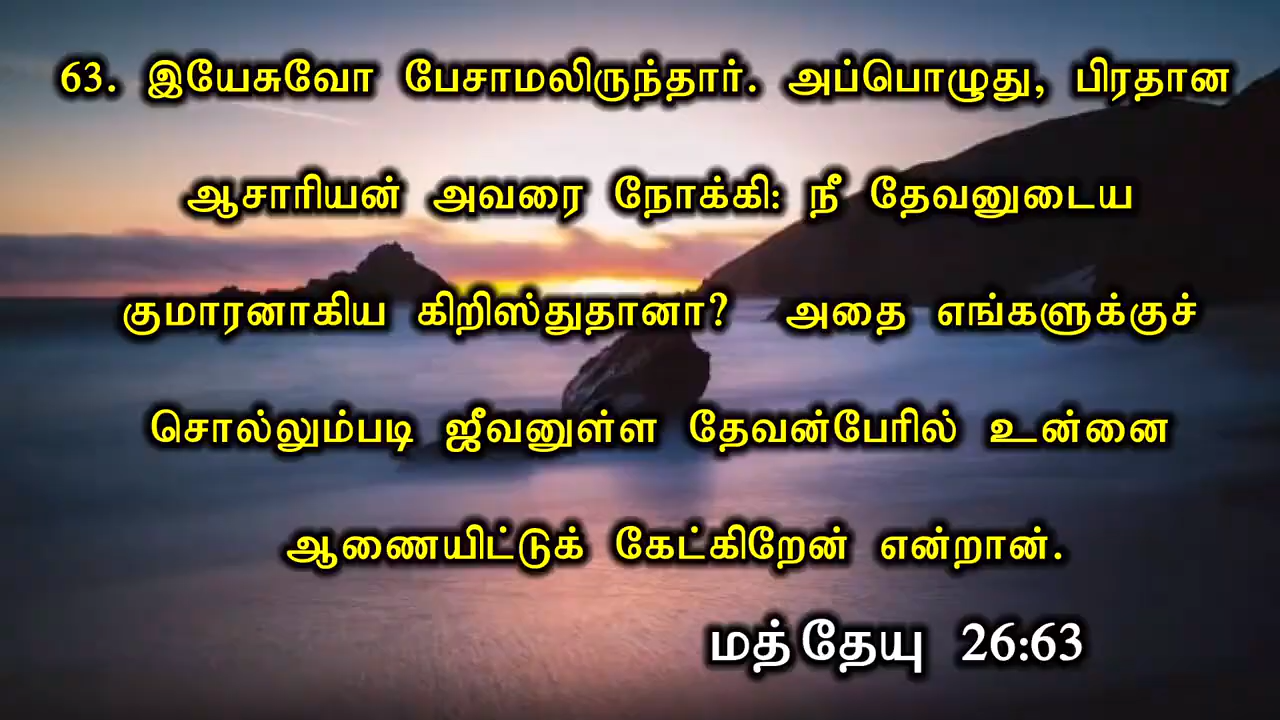 63. இயேசுவோ பேசாமலிருந்தார். அப்பொழுது, பிரதான
ஆசாரியன் அவரை நோக்கி: நீ தேவனுடைய
குமாரனாகிய கிறிஸ்துதானா? அதை எங்களுக்குச்
சொல்லும்படி ஜீவனுள்ள தேவன்பேரில் உன்னை
ஆணையிட்டுக் கேட்கிறேன் என்றான்.
மத்தேயு 26:63